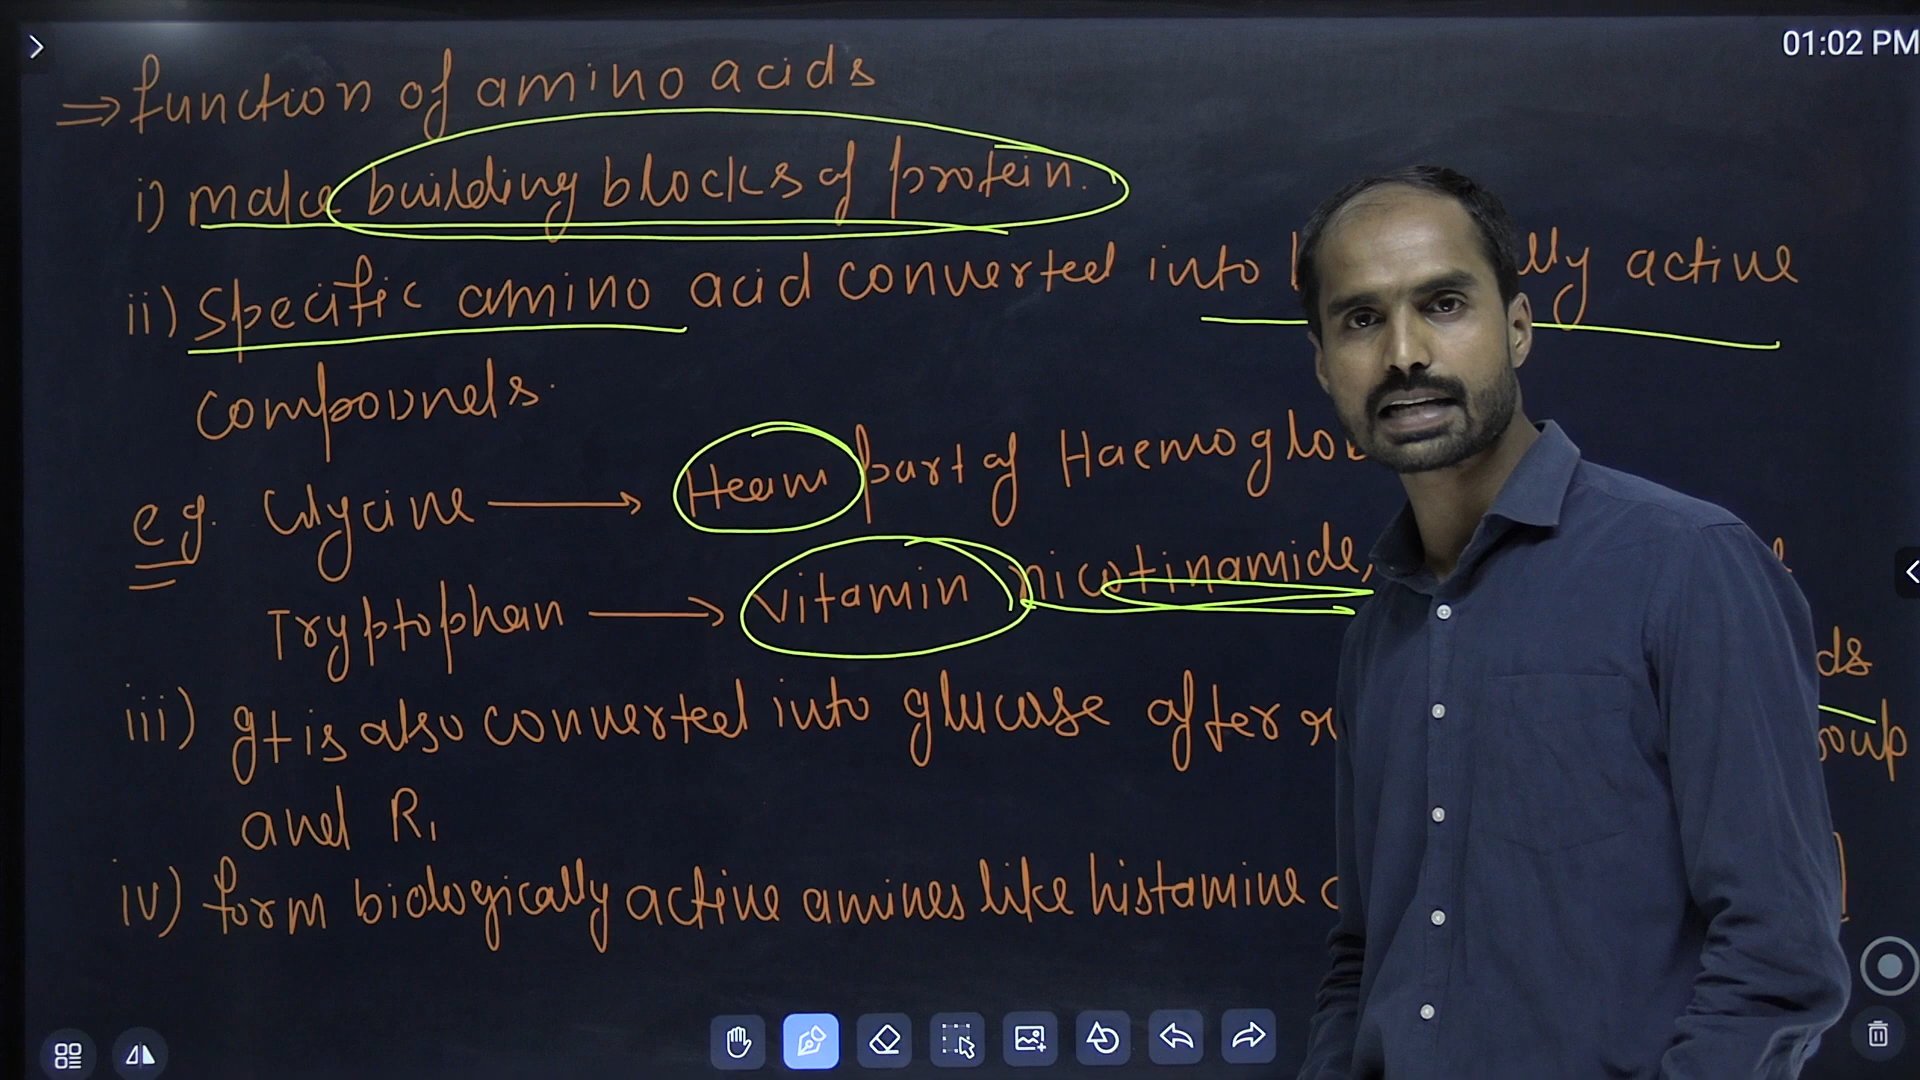 01:02 PM
⇒ function of amino acids
i) make building blocks of protein.
ii) Specific amino acid converted into lly active
compounds.
e.g. Glycine → Heam part of Haemoglo
Tryptophan → vitamin nicotinamide,
ds
iii) It is also converted into glucose after r oup
and R,
iv) form biologically active amines like histamine